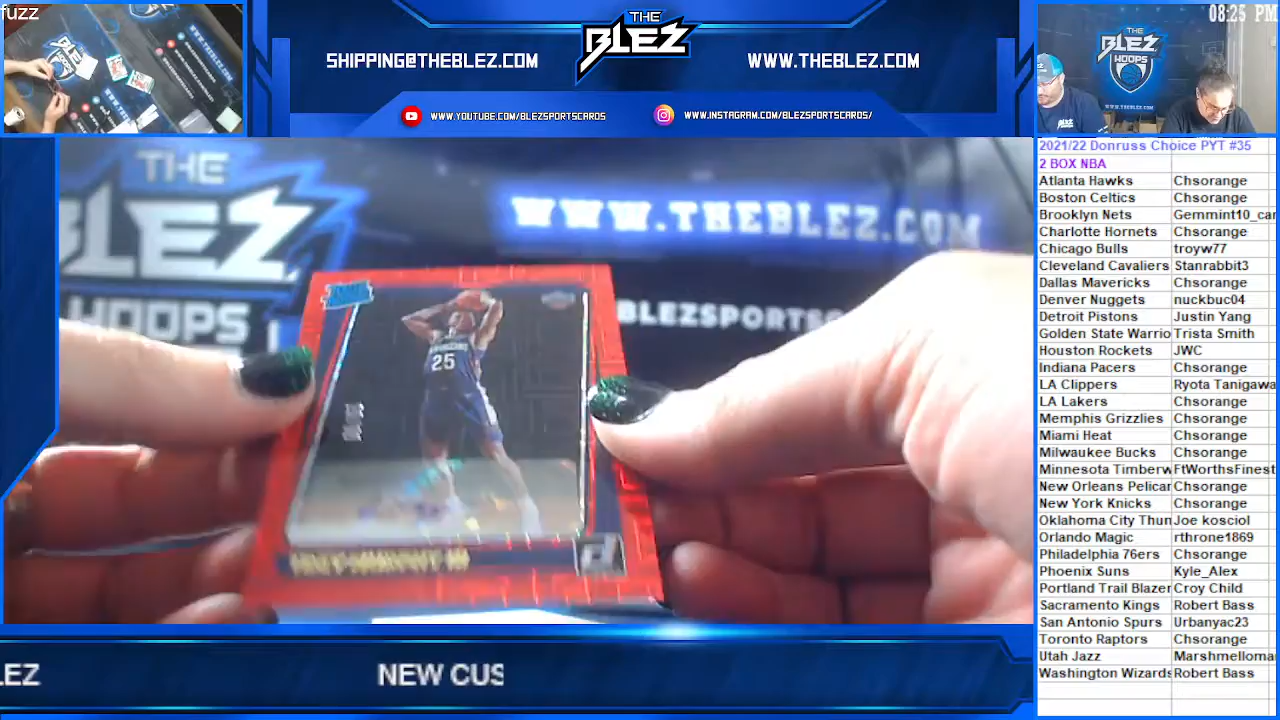 fuzz
THE
BLEZ
SHIPPING@THEBLEZ.COM
WWW.THEBLEZ.COM
WWW.YOUTUBE.COM/BLEZSPORTSCARDS
WWW.INSTAGRAM.COM/BLEZSPORTSCARDS/
08:25 PM
THE
BLEZ
HOOPS
THE
BLEZ
HOOPS
WWW.THEBLEZ.COM
BLEZSPORTS
25
2021/22 Donruss Choice PYT #35
2 BOX NBA
Atlanta Hawks Chsorange
Boston Celtics Chsorange
Brooklyn Nets Gemmint10_car
Charlotte Hornets Chsorange
Chicago Bulls troyw77
Cleveland Cavaliers Stanrabbit3
Dallas Mavericks Chsorange
Denver Nuggets nuckbuc04
Detroit Pistons Justin Yang
Golden State Warrio Trista Smith
Houston Rockets JWC
Indiana Pacers Chsorange
LA Clippers Ryota Tanigawa
LA Lakers Chsorange
Memphis Grizzlies Chsorange
Miami Heat Chsorange
Milwaukee Bucks Chsorange
Minnesota Timberw FtWorthsFinest
New Orleans Pelican Chsorange
New York Knicks Chsorange
Oklahoma City Thun Joe kosciol
Orlando Magic rthrone1869
Philadelphia 76ers Chsorange
Phoenix Suns Kyle_Alex
Portland Trail Blazer Croy Child
Sacramento Kings Robert Bass
San Antonio Spurs Urbanyac23
Toronto Raptors Chsorange
Utah Jazz Marshmelloma
Washington Wizards Robert Bass
LEZ
NEW CUS